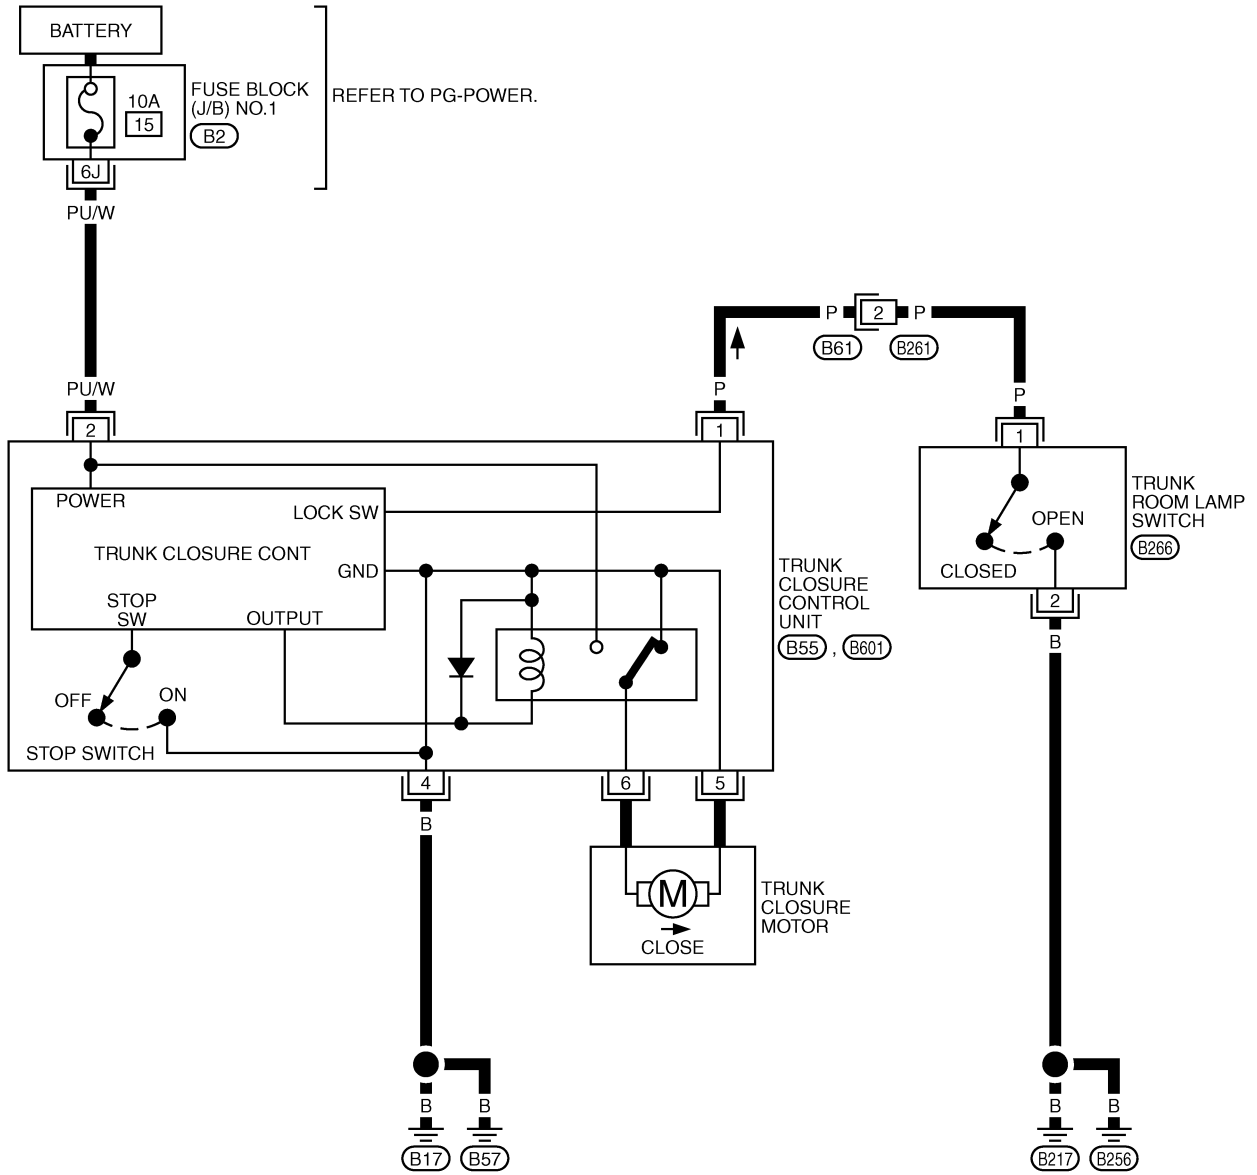 BATTERY
10A
15
FUSE BLOCK
(J/B) NO.1
B2
REFER TO PG-POWER.
6J
PU/W
PU/W
2
P
2
P
B61
B261
P
1
P
1
TRUNK
ROOM LAMP
SWITCH
B266
OPEN
CLOSED
2
B
POWER
LOCK SW
TRUNK CLOSURE CONT
GND
STOP
SW
OUTPUT
OFF
ON
STOP SWITCH
TRUNK
CLOSURE
CONTROL
UNIT
B55 , B601
4
6
5
B
M
CLOSE
TRUNK
CLOSURE
MOTOR
B
B
B
B
B17
B57
B217
B256